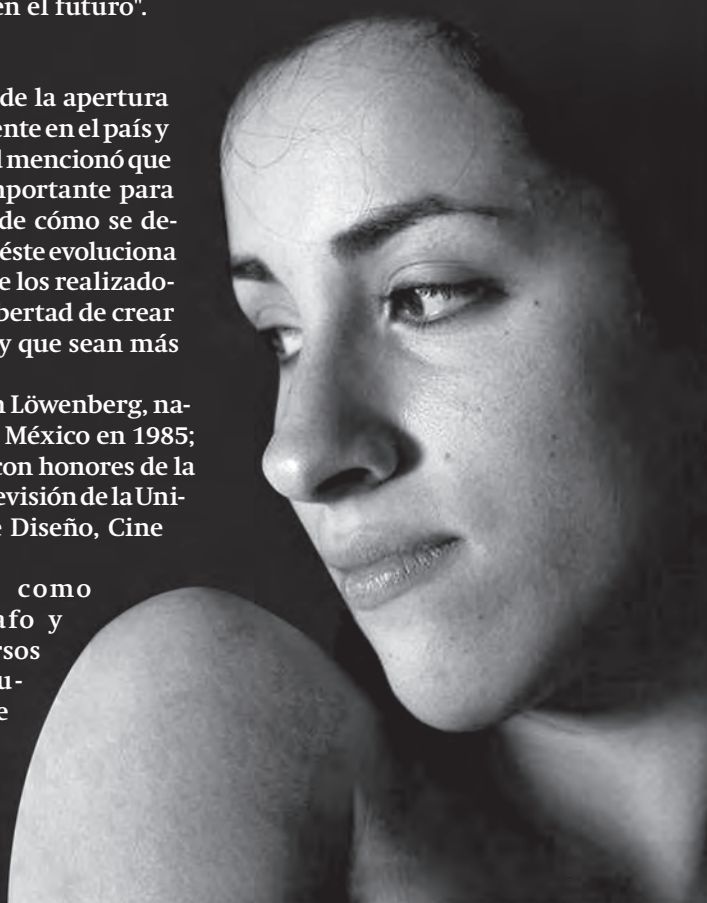 en el futuro".
de la apertura
ente en el país y
l mencionó que
mportante para
de cómo se de-
éste evoluciona
e los realizado-
bertad de crear
y que sean más
n Löwenberg, na-
México en 1985;
con honores de la
evisión de la Uni-
e Diseño, Cine
como
afo y
rsos
u-
e